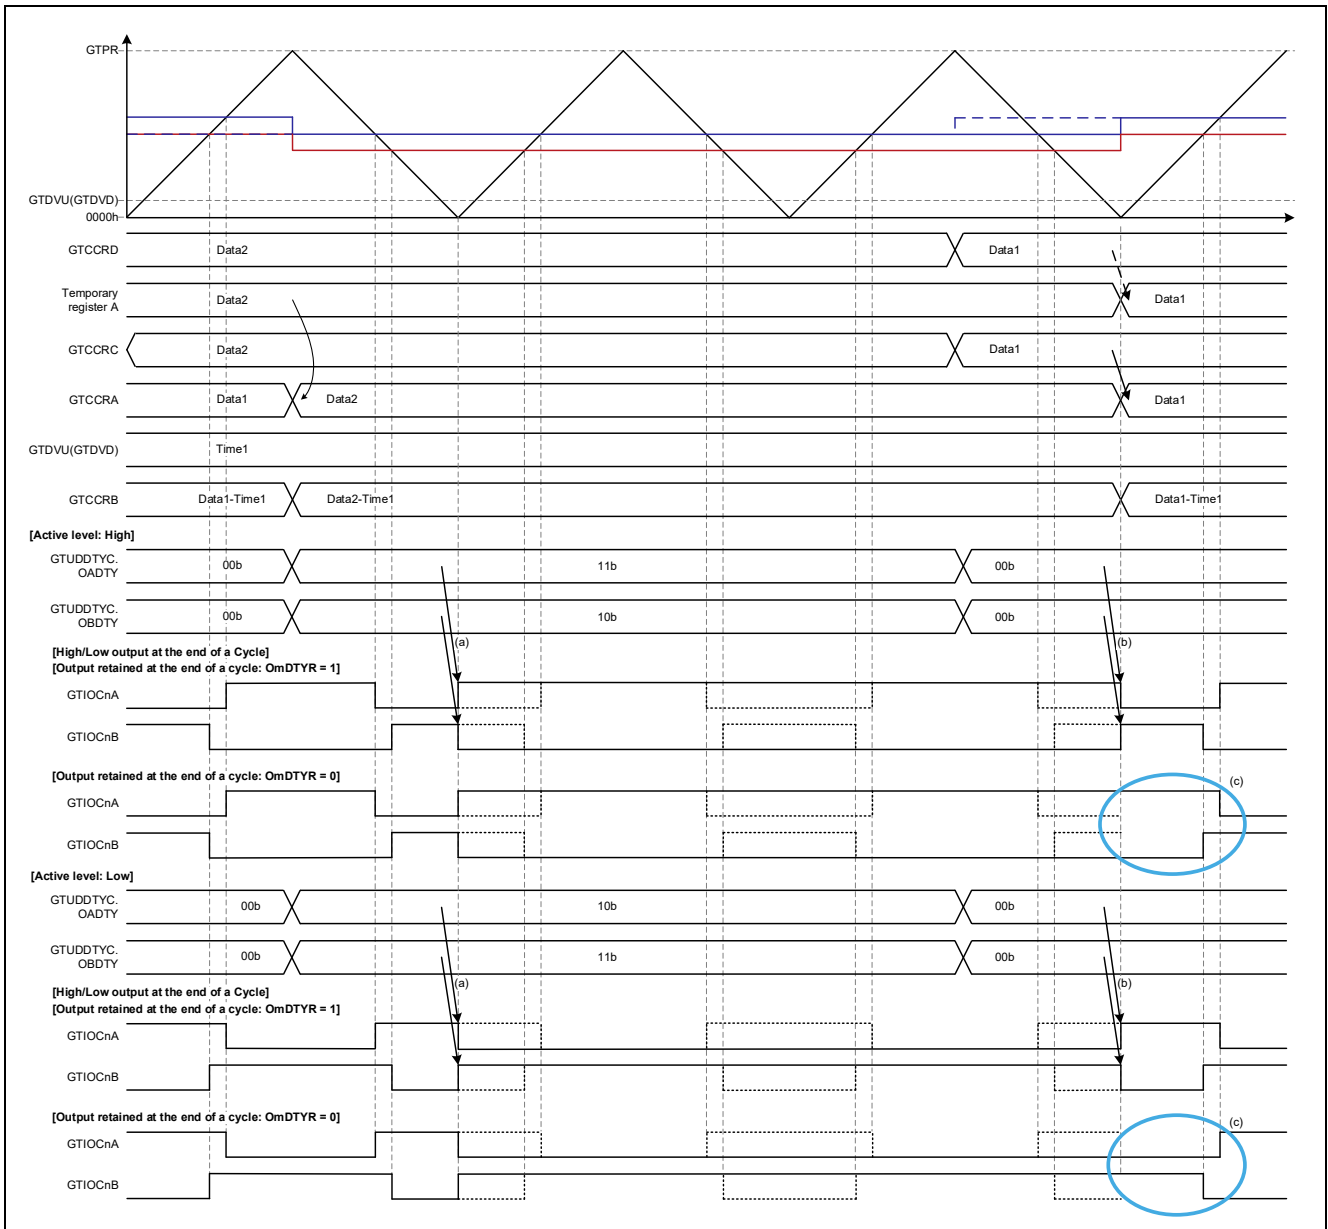 GTPR
GTDVU(GTDVD)
0000h
GTCCRD
Data2
Data1
Temporary
register A
Data2
Data1
GTCCRC
Data2
Data1
GTCCRA
Data1
Data2
Data1
GTDVU(GTDVD)
Time1
GTCCRB
Data1-Time1
Data2-Time1
Data1-Time1
[Active level: High]
GTUDDTYC.
OADTY
00b
11b
00b
GTUDDTYC.
OBDTY
00b
10b
00b
(a)
(b)
[High/Low output at the end of a Cycle]
[Output retained at the end of a cycle: OmDTYR = 1]
GTIOCnA
GTIOCnB
[Output retained at the end of a cycle: OmDTYR = 0]
(c)
GTIOCnA
GTIOCnB
[Active level: Low]
GTUDDTYC.
OADTY
00b
10b
00b
GTUDDTYC.
OBDTY
00b
11b
00b
(a)
(b)
[High/Low output at the end of a Cycle]
[Output retained at the end of a cycle: OmDTYR = 1]
GTIOCnA
GTIOCnB
[Output retained at the end of a cycle: OmDTYR = 0]
(c)
GTIOCnA
GTIOCnB